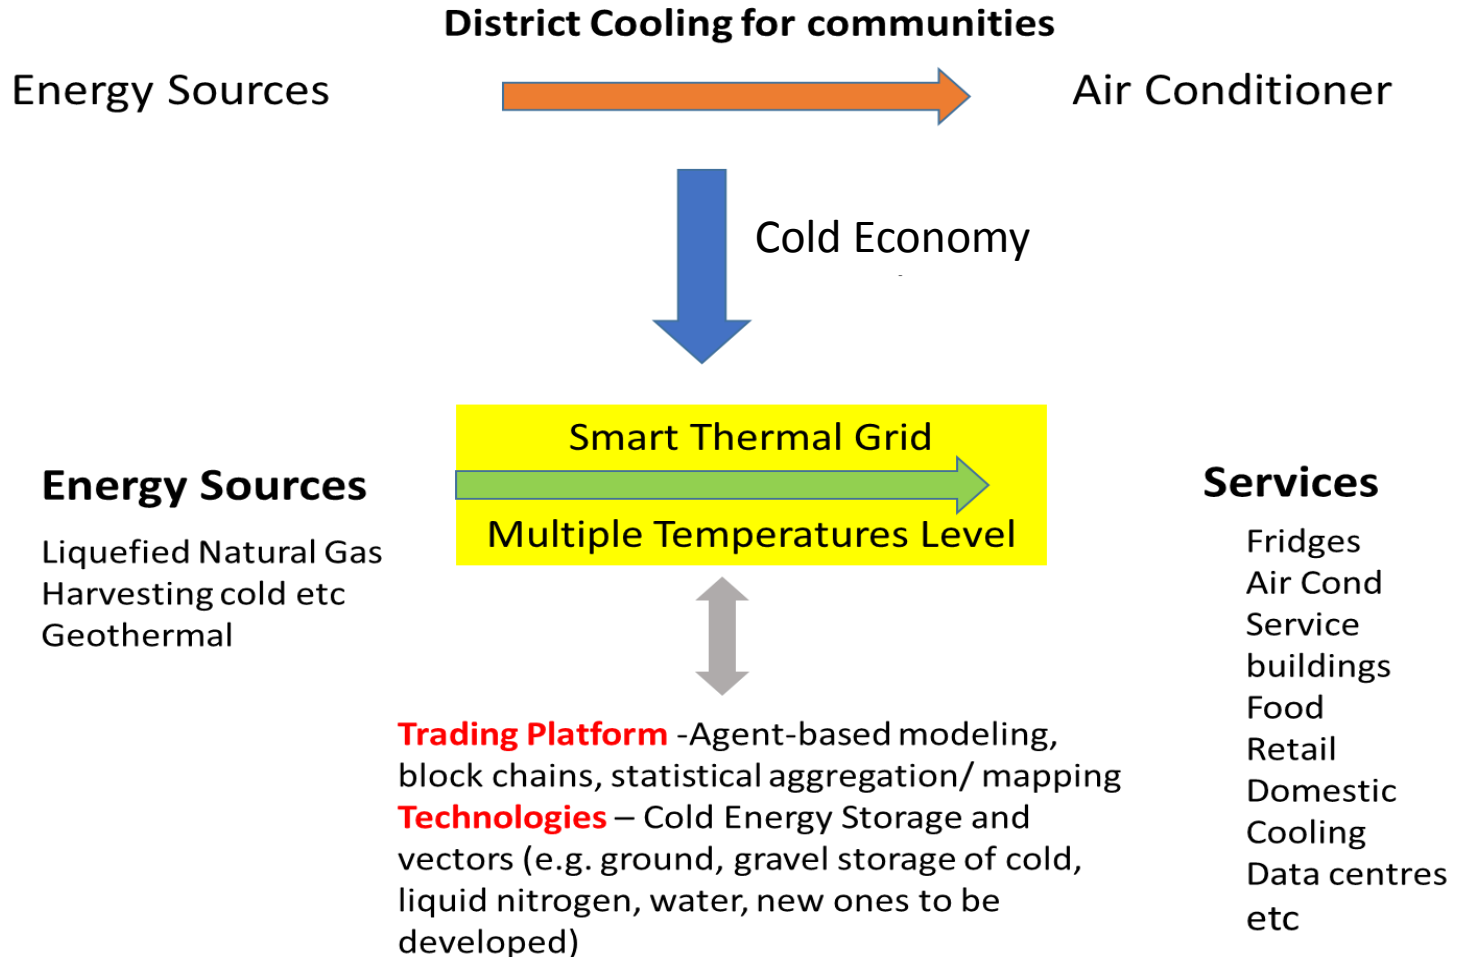 District Cooling for communities
Energy Sources
Air Conditioner
Cold Economy
Smart Thermal Grid
Multiple Temperatures Level
Energy Sources
Liquefied Natural Gas
Harvesting cold etc
Geothermal
Services
Fridges
Air Cond
Service
buildings
Food
Retail
Domestic
Cooling
Data centres
etc
Trading Platform -Agent-based modeling,
block chains, statistical aggregation/ mapping
Technologies – Cold Energy Storage and
vectors (e.g. ground, gravel storage of cold,
liquid nitrogen, water, new ones to be
developed)